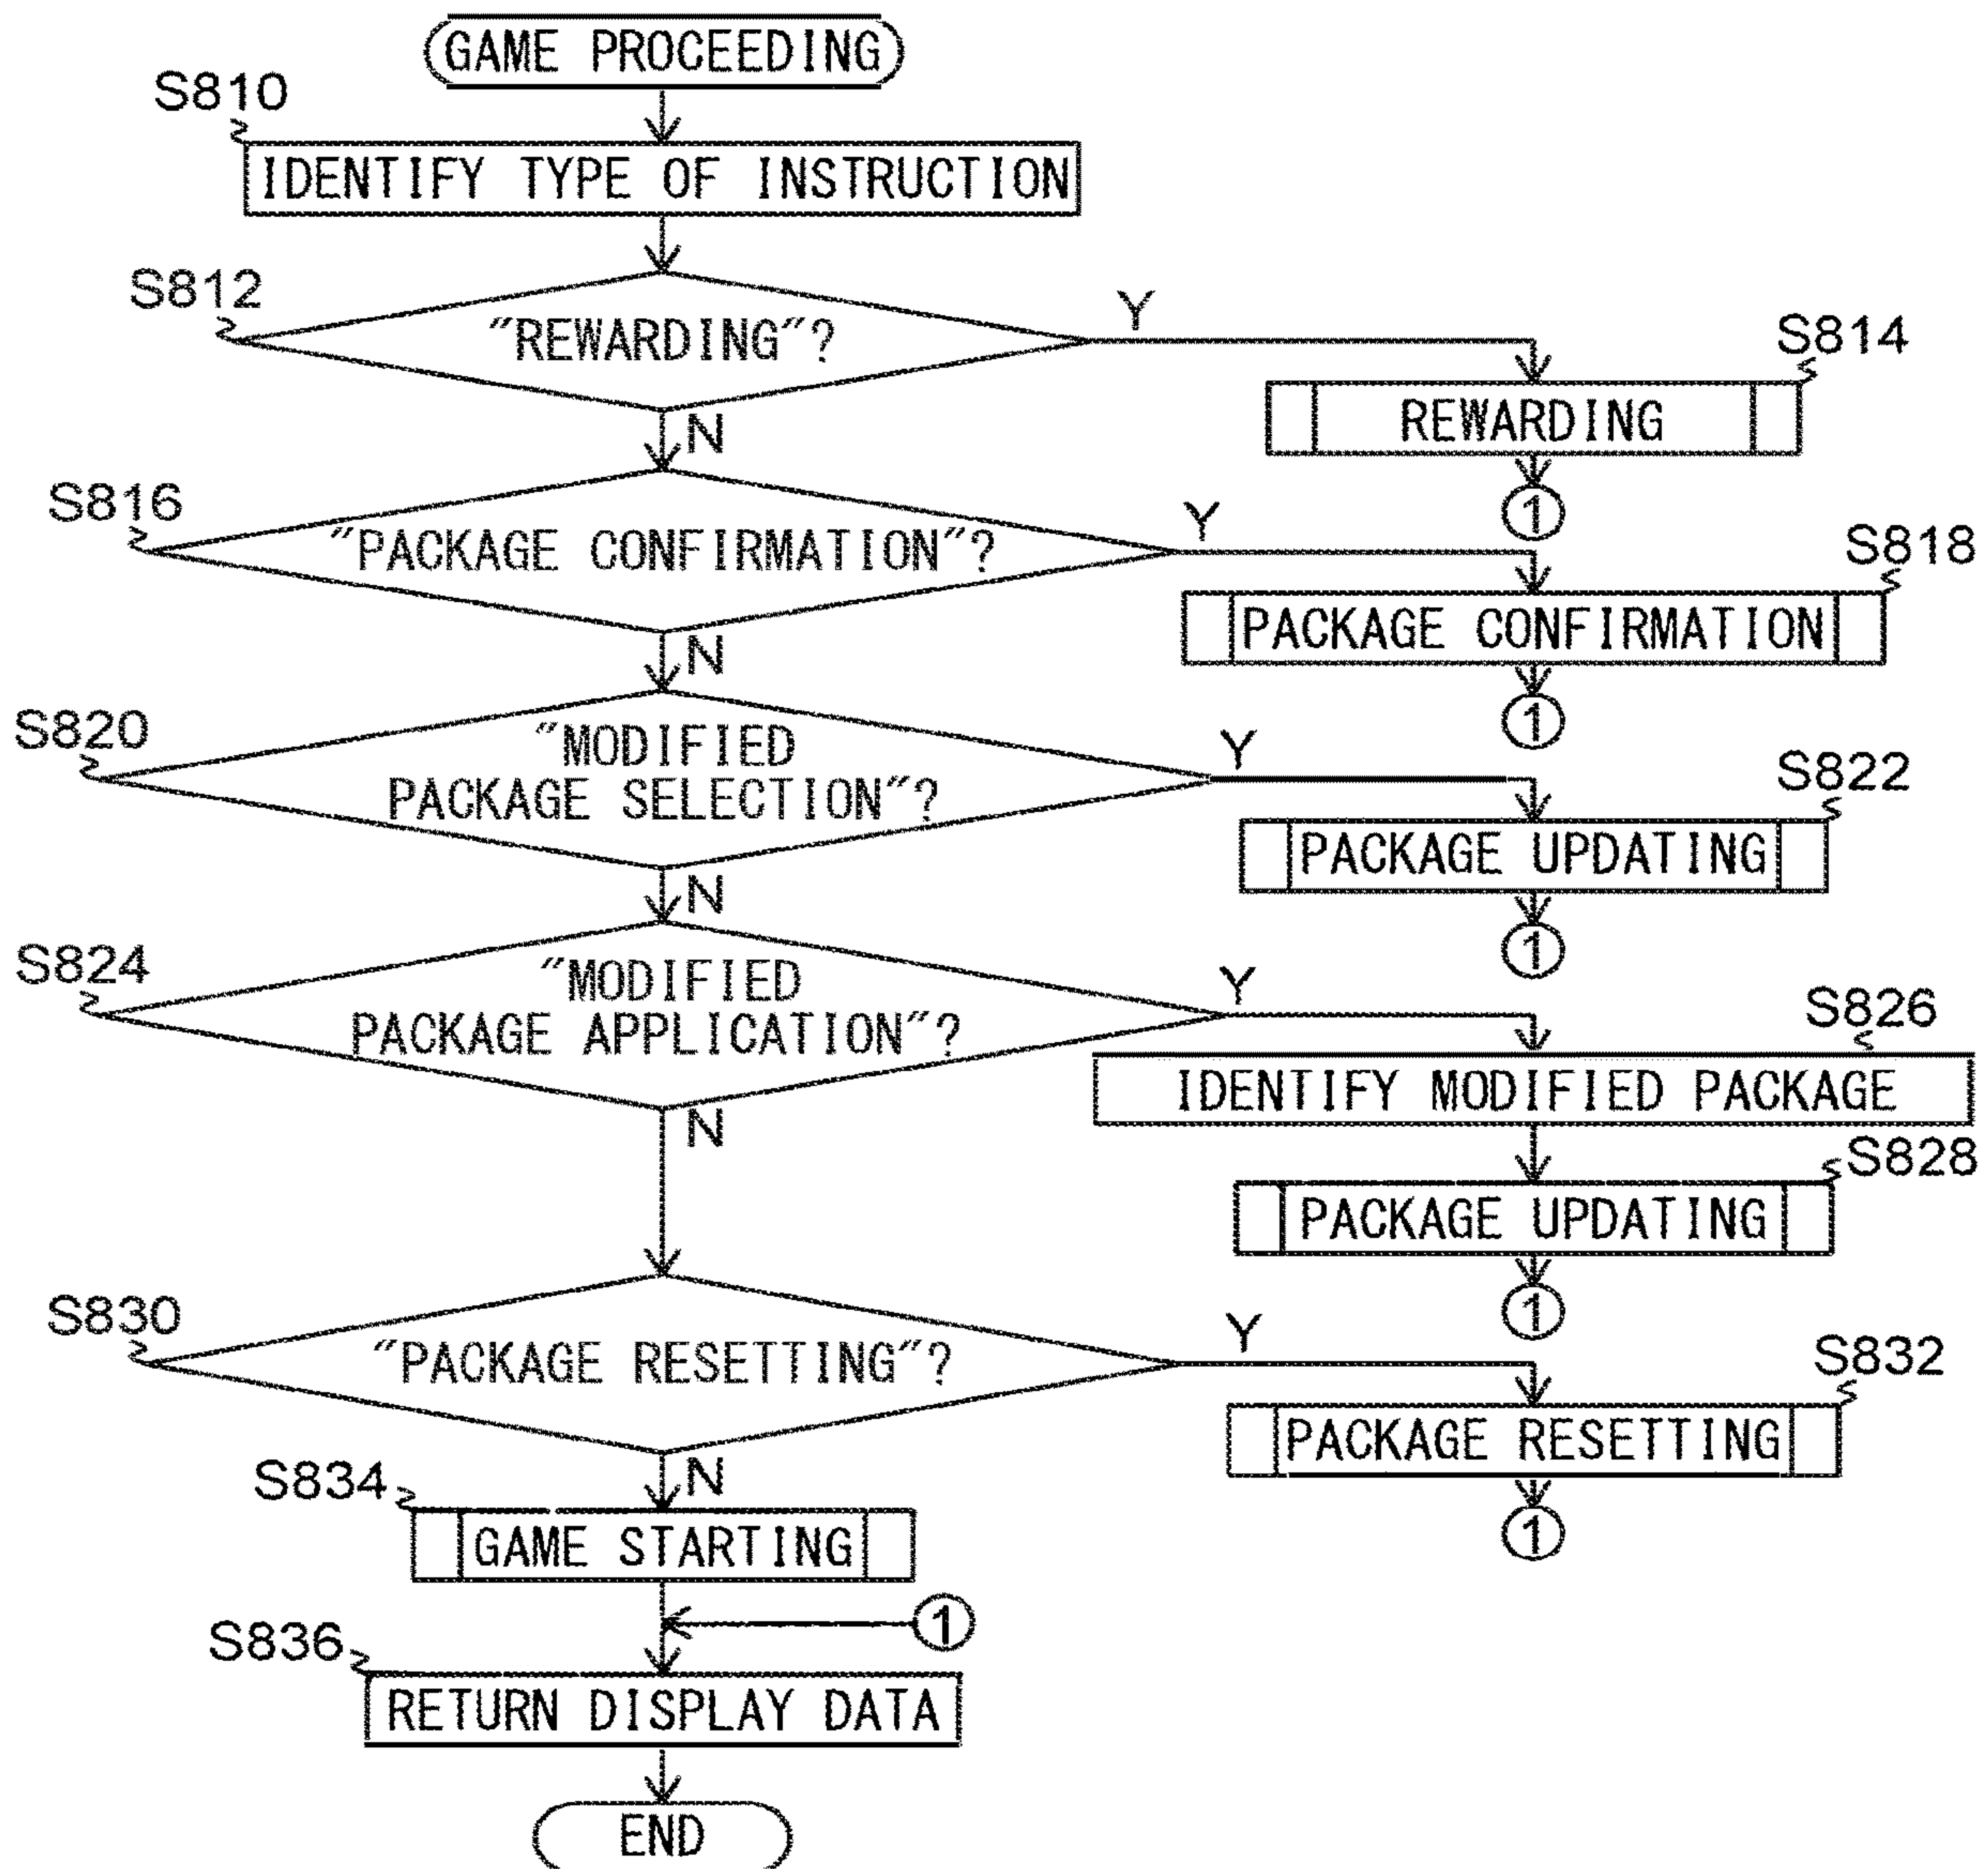 GAME PROCEEDING
S810
IDENTIFY TYPE OF INSTRUCTION
S812
"REWARDING"?
Y
N
S814
REWARDING
1
S816
"PACKAGE CONFIRMATION"?
Y
N
S818
PACKAGE CONFIRMATION
1
S820
"MODIFIED
PACKAGE SELECTION"?
Y
N
S822
PACKAGE UPDATING
1
S824
"MODIFIED
PACKAGE APPLICATION"?
Y
N
S826
IDENTIFY MODIFIED PACKAGE
S828
PACKAGE UPDATING
1
S830
"PACKAGE RESETTING"?
Y
N
S832
PACKAGE RESETTING
1
S834
GAME STARTING
1
S836
RETURN DISPLAY DATA
END